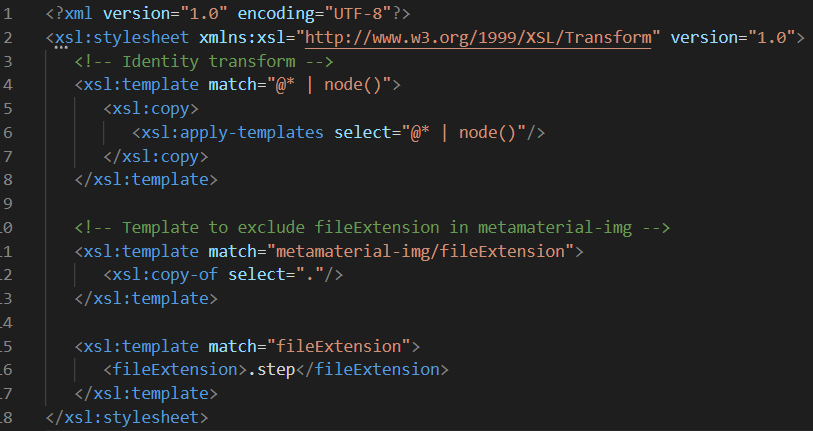 1 <?xml version="1.0" encoding="UTF-8"?>
2 <xsl:stylesheet xmlns:xsl="http://www.w3.org/1999/XSL/Transform" version="1.0">
3 <!-- Identity transform -->
4 <xsl:template match="@* | node()">
5 <xsl:copy>
6 <xsl:apply-templates select="@* | node()"/>
7 </xsl:copy>
8 </xsl:template>
9
10 <!-- Template to exclude fileExtension in metamaterial-img -->
11 <xsl:template match="metamaterial-img/fileExtension">
12 <xsl:copy-of select="."/>
13 </xsl:template>
14
15 <xsl:template match="fileExtension">
16 <fileExtension>.step</fileExtension>
17 </xsl:template>
18 </xsl:stylesheet>